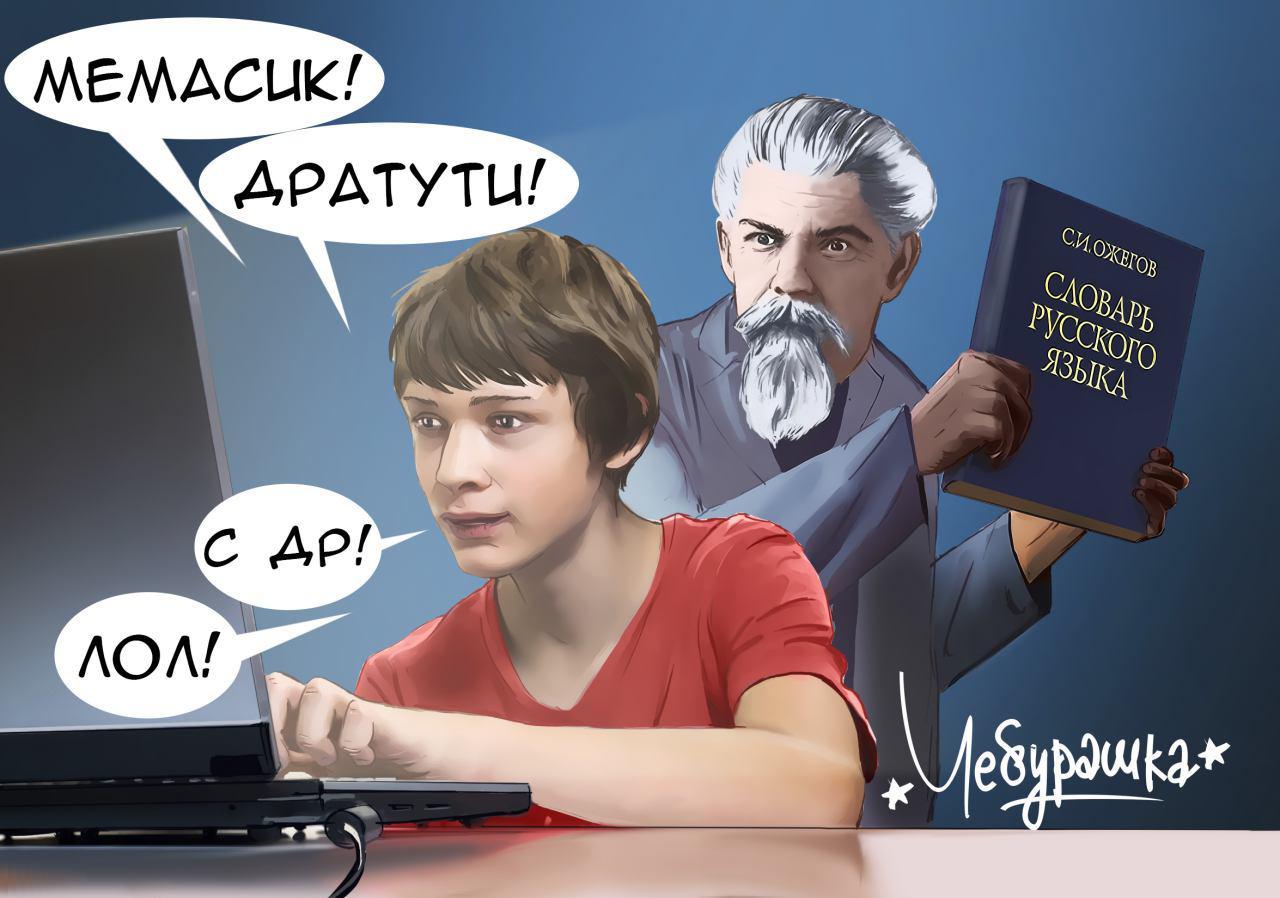 МЕМАСИК!
ДРАТУТИ!
С ДР!
ЛОЛ!
С.И.ОЖЕГОВ
СЛОВАРЬ
РУССКОГО
ЯЗЫКА
Чебурашка